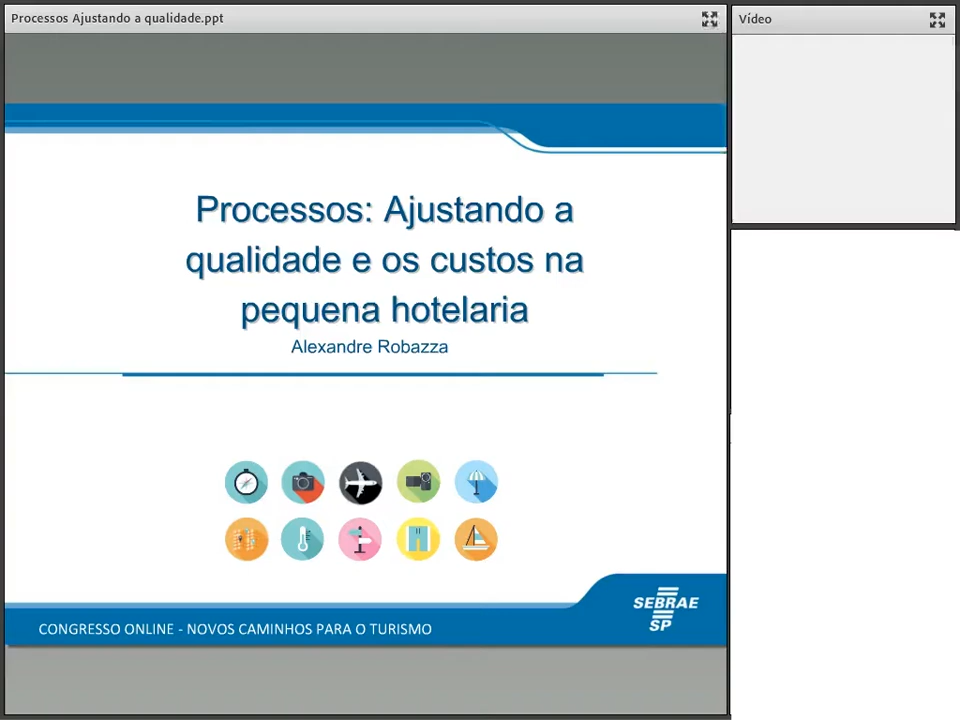 Processos Ajustando a qualidade.ppt
Vídeo
Processos: Ajustando a
qualidade e os custos na
pequena hotelaria
Alexandre Robazza
SEBRAE
SP
CONGRESSO ONLINE - NOVOS CAMINHOS PARA O TURISMO